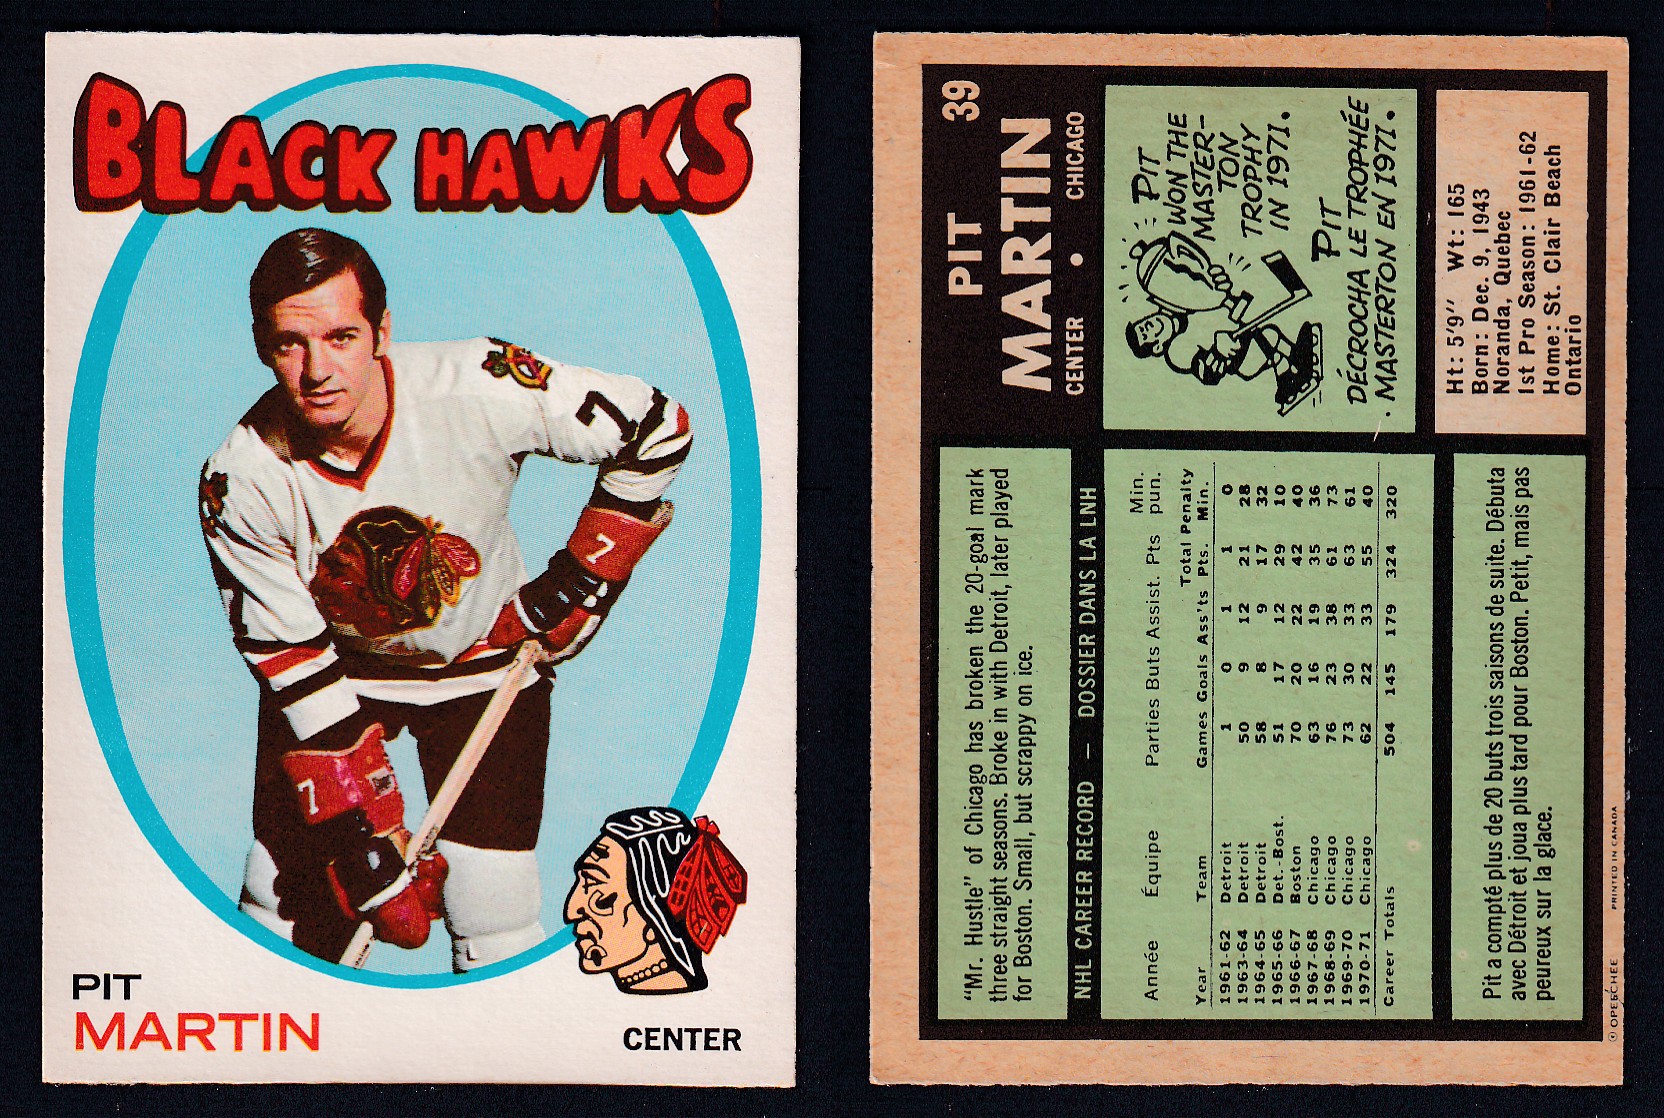 BLACK HAWKS
7
7
7
7
PIT
MARTIN
CENTER
PIT 39
MARTIN
CENTER • CHICAGO
PIT
WON THE
MASTER-
TON
TROPHY
IN 1971.
PIT
DÉCROCHA LE TROPHÉE
MASTERTON EN 1971.
Ht: 5'9" Wt: 165
Born: Dec. 9, 1943
Noranda, Quebec
1st Pro Season: 1961-62
Home: St. Clair Beach
Ontario
"Mr. Hustle" of Chicago has broken the 20-goal mark
three straight seasons. Broke in with Detroit, later played
for Boston. Small, but scrappy on ice.
NHL CAREER RECORD — DOSSIER DANS LA LNH
Année Équipe Parties Buts Assist. Pts Min. pun.
Year Team Games Goals Ass'ts Total Pts. Penalty Min.
1961-62 Detroit 1 0 1 1 0
1963-64 Detroit 50 9 12 21 28
1964-65 Detroit 58 8 9 17 32
1965-66 Det.-Bost. 51 17 12 29 10
1966-67 Boston 70 20 22 42 40
1967-68 Chicago 63 16 19 35 36
1968-69 Chicago 76 23 38 61 73
1969-70 Chicago 73 30 33 63 61
1970-71 Chicago 62 22 33 55 40
Career Totals 504 145 179 324 320
Pit a compté plus de 20 buts trois saisons de suite. Débuta
avec Détroit et joua plus tard pour Boston. Petit, mais pas
peureux sur la glace.
© OPEECHEE PRINTED IN CANADA